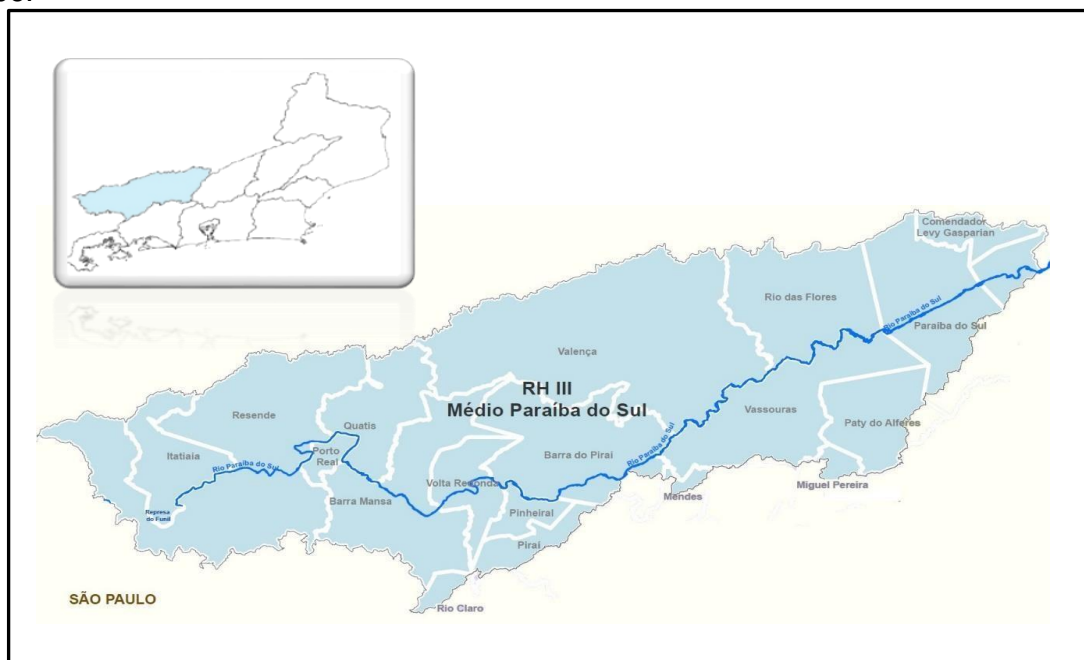 Comendador
Levy Gasparian
Rio das Flores
Rio Paraíba do Sul
Paraíba do Sul
Valença
RH III
Médio Paraíba do Sul
Resende
Quatis
Vassouras
Paty do Alferes
Itatiaia
Rio Paraíba do Sul
Porto
Real
Barra do Piraí
Rio Paraíba do Sul
Volta Redonda
Barra Mansa
Miguel Pereira
Mendes
Represa
do Funil
Pinheiral
Piraí
SÃO PAULO
Rio Claro